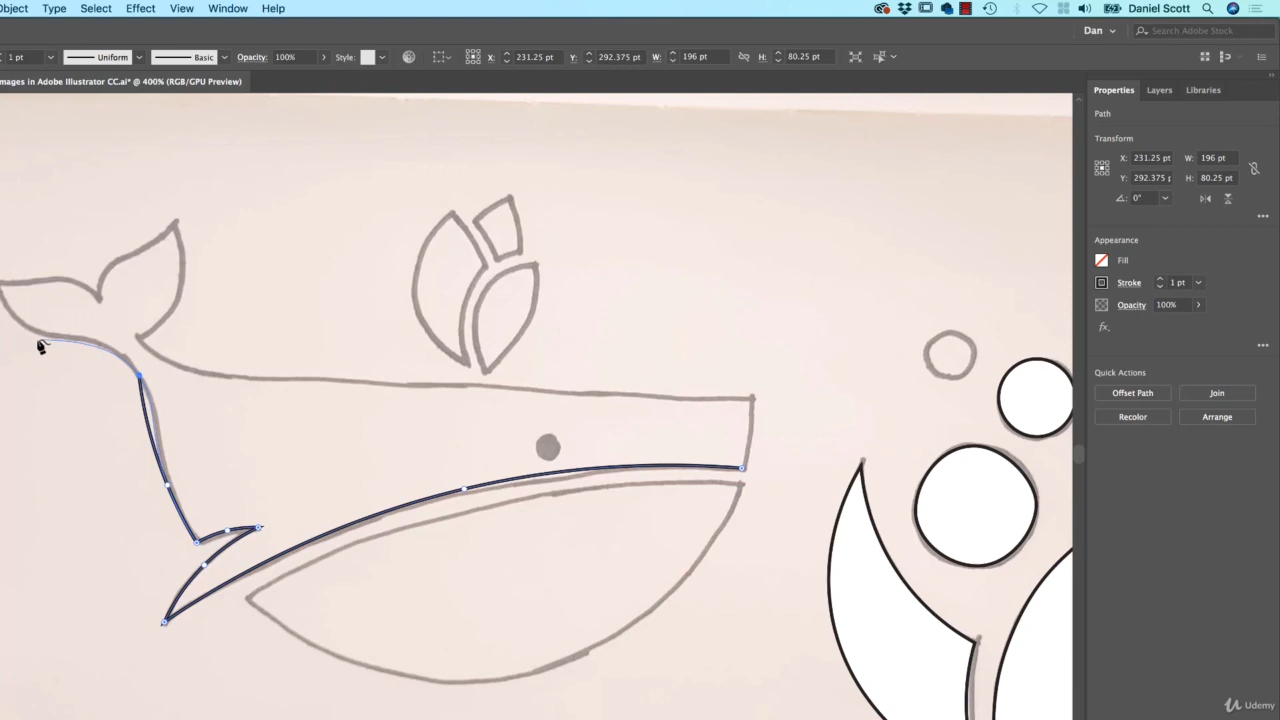 Object Type Select Effect View Window Help Daniel Scott
Dan Search Adobe Stock
1 pt Uniform Basic Opacity: 100% Style: X: 231.25 pt Y: 292.375 pt W: 196 pt H: 80.25 pt
mages in Adobe Illustrator CC.ai* @ 400% (RGB/GPU Preview)
Properties Layers Libraries
Path
Transform
X: 231.25 pt W: 196 pt
Y: 292.375 p H: 80.25 pt
0°
Appearance
Fill
Stroke 1 pt
Opacity 100%
fx.
Quick Actions
Offset Path Join
Recolor Arrange
Udemy